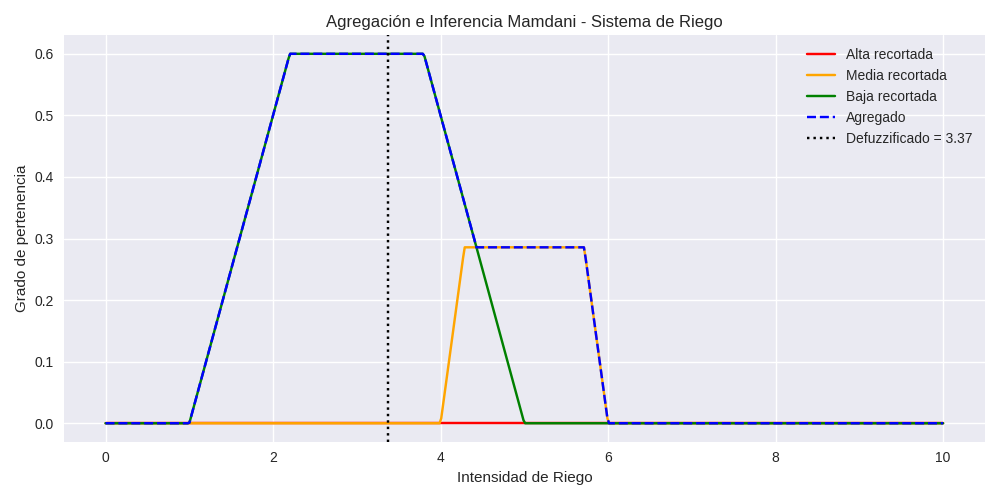 Agregación e Inferencia Mamdani - Sistema de Riego
Alta recortada
Media recortada
Baja recortada
Agregado
Defuzzificado = 3.37
Grado de pertenencia
0.6
0.5
0.4
0.3
0.2
0.1
0.0
0
2
4
6
8
10
Intensidad de Riego